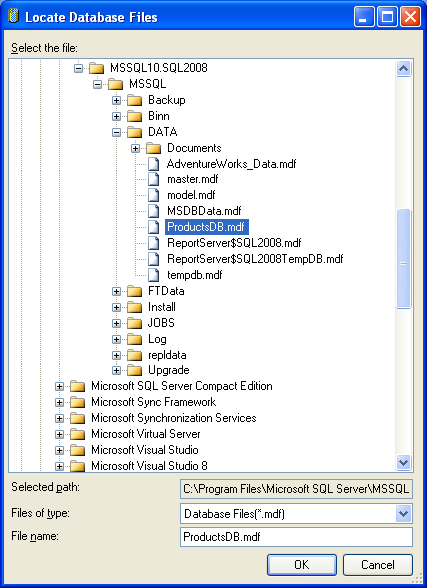 Locate Database Files
Select the file:
MSSQL10.SQL2008
MSSQL
Backup
Binn
DATA
Documents
AdventureWorks_Data.mdf
master.mdf
model.mdf
MSDBData.mdf
ProductsDB.mdf
ReportServer$SQL2008.mdf
ReportServer$SQL2008TempDB.mdf
tempdb.mdf
FTData
Install
JOBS
Log
repldata
Upgrade
Microsoft SQL Server Compact Edition
Microsoft Sync Framework
Microsoft Synchronization Services
Microsoft Virtual Server
Microsoft Visual Studio
Microsoft Visual Studio 8
Selected path: C:\Program Files\Microsoft SQL Server\MSSQL
Files of type: Database Files(*.mdf)
File name: ProductsDB.mdf
OK Cancel